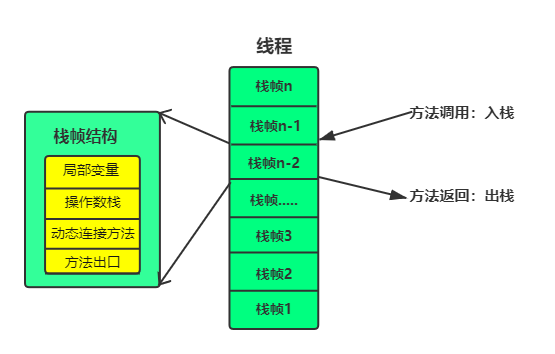 线程
栈帧n
栈帧n-1
栈帧n-2
栈帧.....
栈帧3
栈帧2
栈帧1
方法调用：入栈
方法返回：出栈
栈帧结构
局部变量
操作数栈
动态连接方法
方法出口